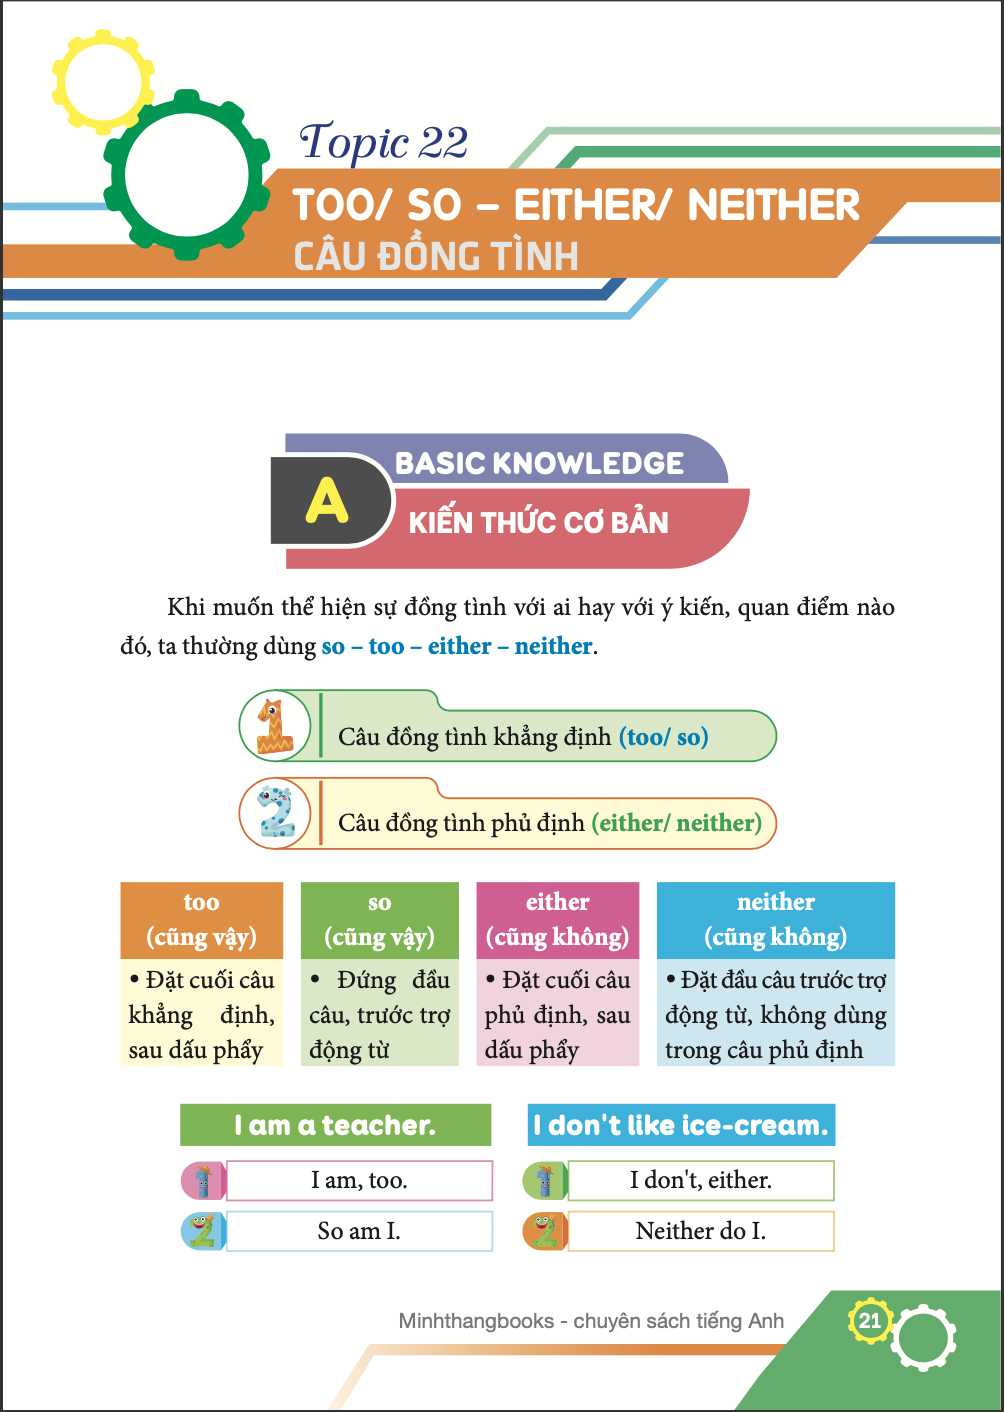 Topic 22
TOO/ SO – EITHER/ NEITHER
CÂU ĐỒNG TÌNH
A
BASIC KNOWLEDGE
KIẾN THỨC CƠ BẢN
Khi muốn thể hiện sự đồng tình với ai hay với ý kiến, quan điểm nào
đó, ta thường dùng so – too – either – neither.
1
Câu đồng tình khẳng định (too/ so)
2
Câu đồng tình phủ định (either/ neither)
too
(cũng vậy)
• Đặt cuối câu
khẳng định,
sau dấu phẩy
so
(cũng vậy)
• Đứng đầu
câu, trước trợ
động từ
either
(cũng không)
• Đặt cuối câu
phủ định, sau
dấu phẩy
neither
(cũng không)
• Đặt đầu câu trước trợ
động từ, không dùng
trong câu phủ định
I am a teacher.
1
I am, too.
2
So am I.
I don't like ice-cream.
1
I don't, either.
2
Neither do I.
Minhthangbooks - chuyên sách tiếng Anh
21